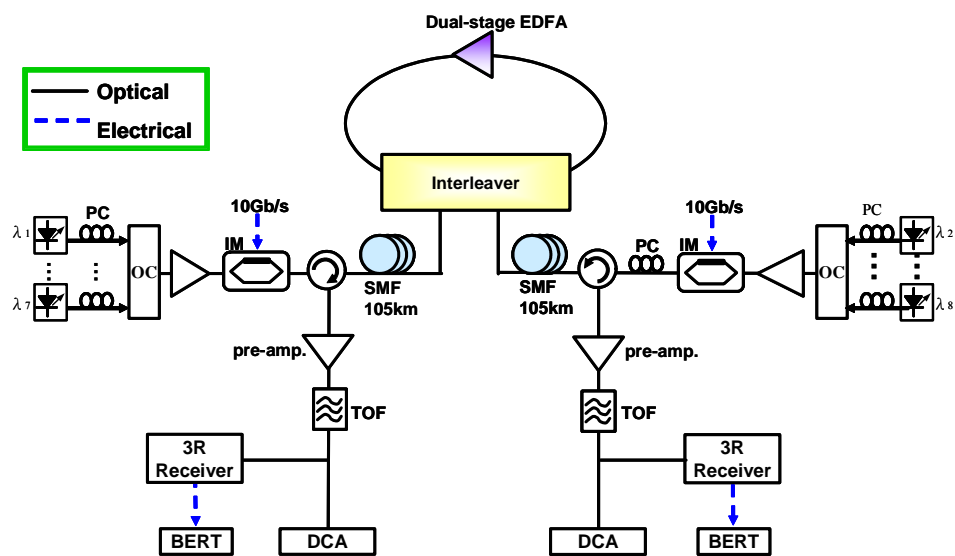 Dual-stage EDFA
Optical
Electrical
Interleaver
10Gb/s
PC
IM
λ1
OC
λ7
SMF
105km
pre-amp.
TOF
3R
Receiver
BERT
DCA
10Gb/s
PC
IM
PC
λ2
OC
λ8
SMF
105km
pre-amp.
TOF
3R
Receiver
DCA
BERT